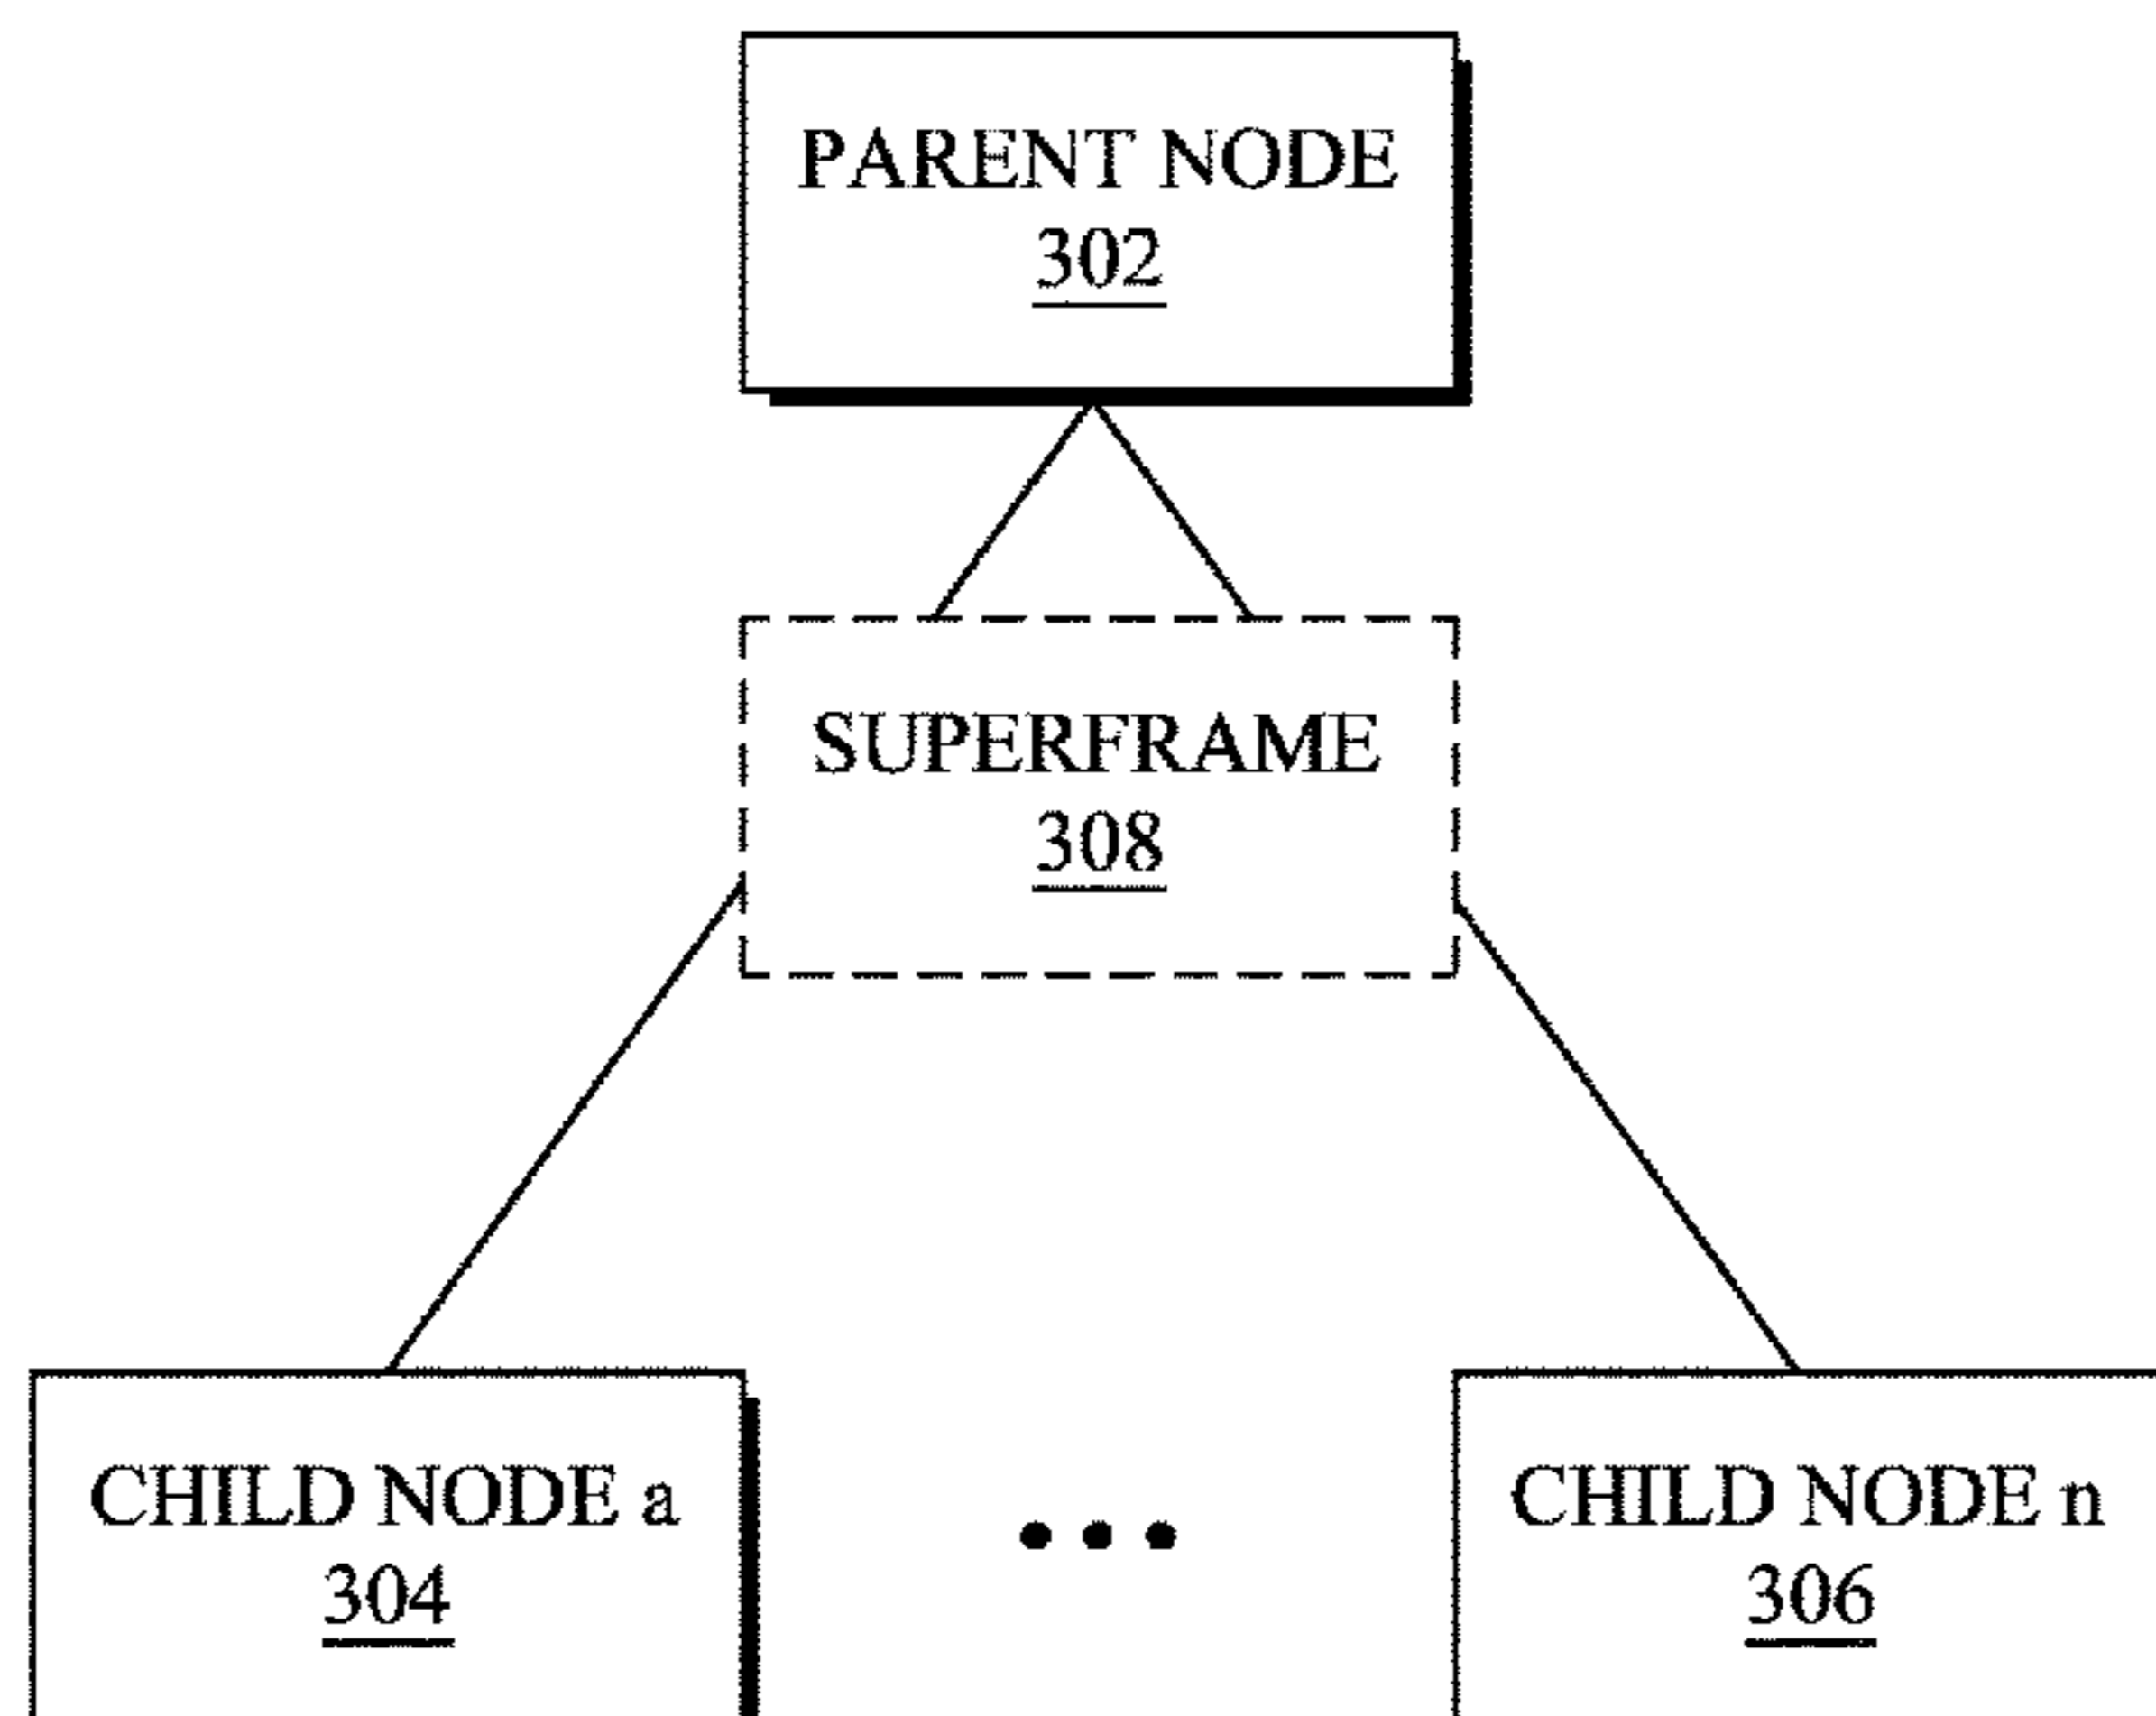 PARENT NODE
302
SUPERFRAME
308
CHILD NODE a
304
•••
CHILD NODE n
306